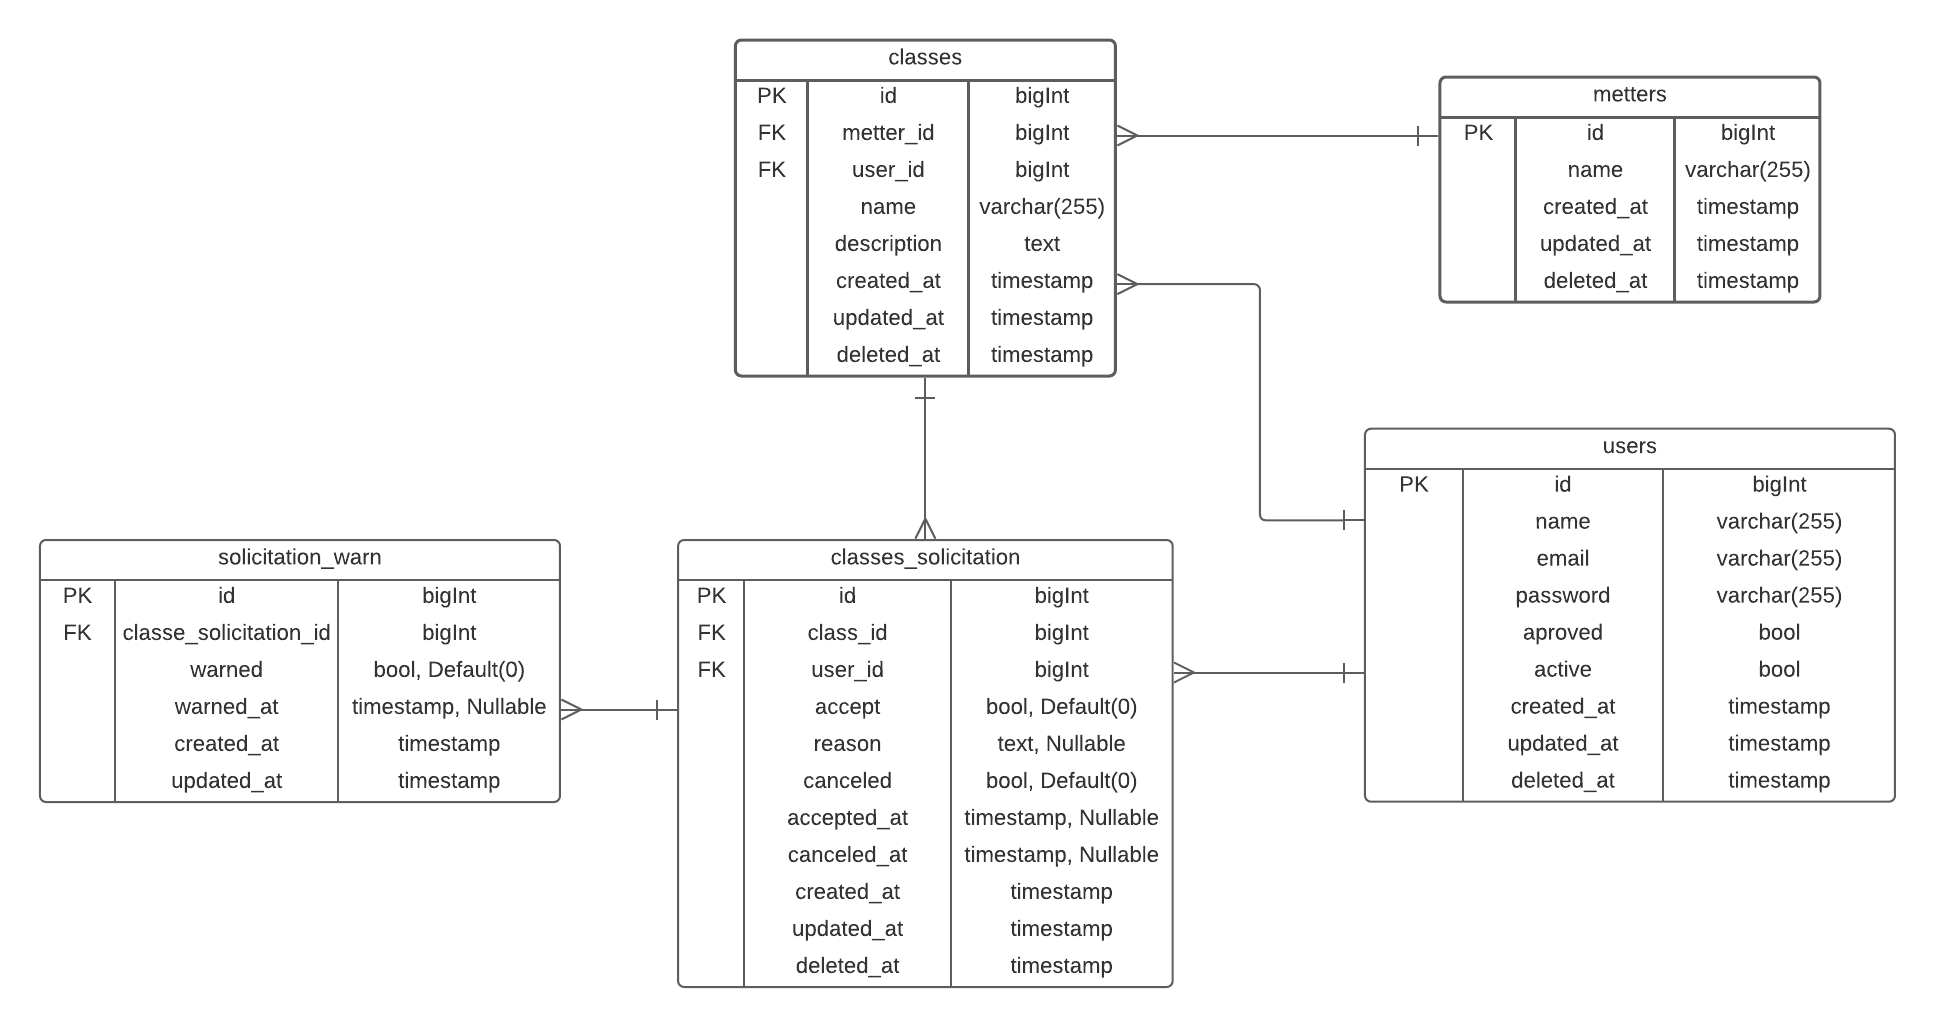 classes
PK id bigInt
FK metter_id bigInt
FK user_id bigInt
name varchar(255)
description text
created_at timestamp
updated_at timestamp
deleted_at timestamp
metters
PK id bigInt
name varchar(255)
created_at timestamp
updated_at timestamp
deleted_at timestamp
users
PK id bigInt
name varchar(255)
email varchar(255)
password varchar(255)
aproved bool
active bool
created_at timestamp
updated_at timestamp
deleted_at timestamp
solicitation_warn
PK id bigInt
FK classe_solicitation_id bigInt
warned bool, Default(0)
warned_at timestamp, Nullable
created_at timestamp
updated_at timestamp
classes_solicitation
PK id bigInt
FK class_id bigInt
FK user_id bigInt
accept bool, Default(0)
reason text, Nullable
canceled bool, Default(0)
accepted_at timestamp, Nullable
canceled_at timestamp, Nullable
created_at timestamp
updated_at timestamp
deleted_at timestamp